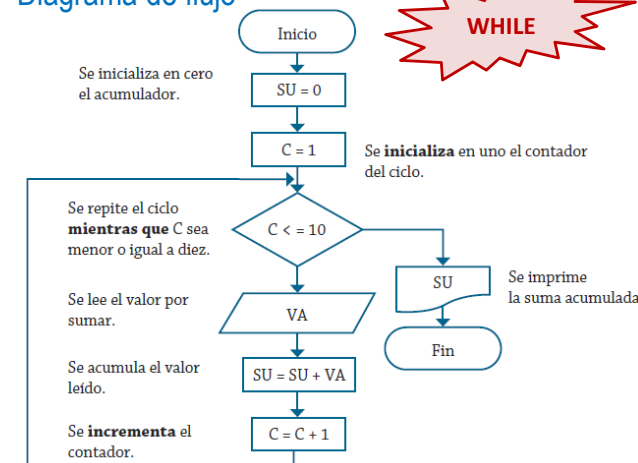 Diagrama de flujo
WHILE
Inicio
Se inicializa en cero
el acumulador.
SU = 0
C = 1
Se inicializa en uno el contador
del ciclo.
Se repite el ciclo
mientras que C sea
menor o igual a diez.
C < = 10
SU
Se imprime
la suma acumulada
Se lee el valor por
sumar.
VA
Fin
Se acumula el valor
leído.
SU = SU + VA
Se incrementa el
contador.
C = C + 1